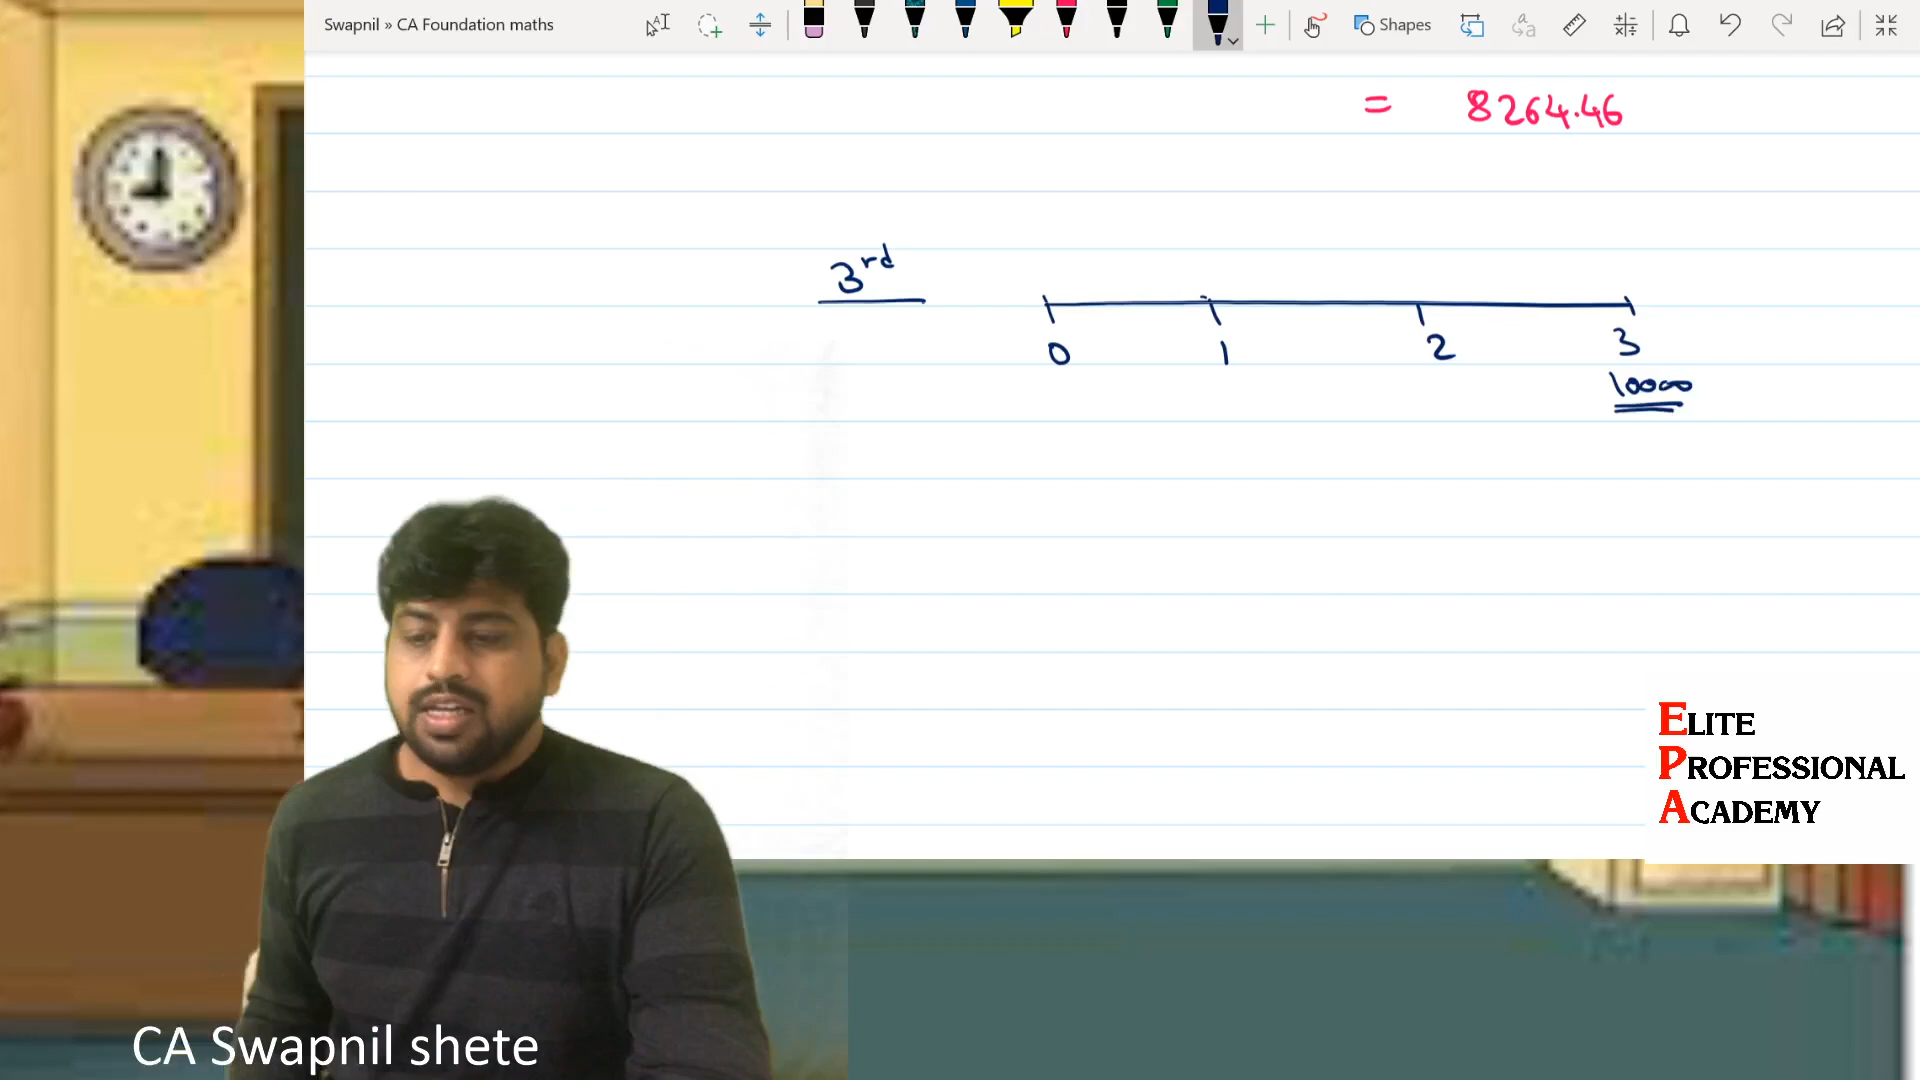 Swapnil » CA Foundation maths
Shapes
= 8264.46
3rd
0 1 2 3
10000
ELITE
PROFESSIONAL
ACADEMY
CA Swapnil shete